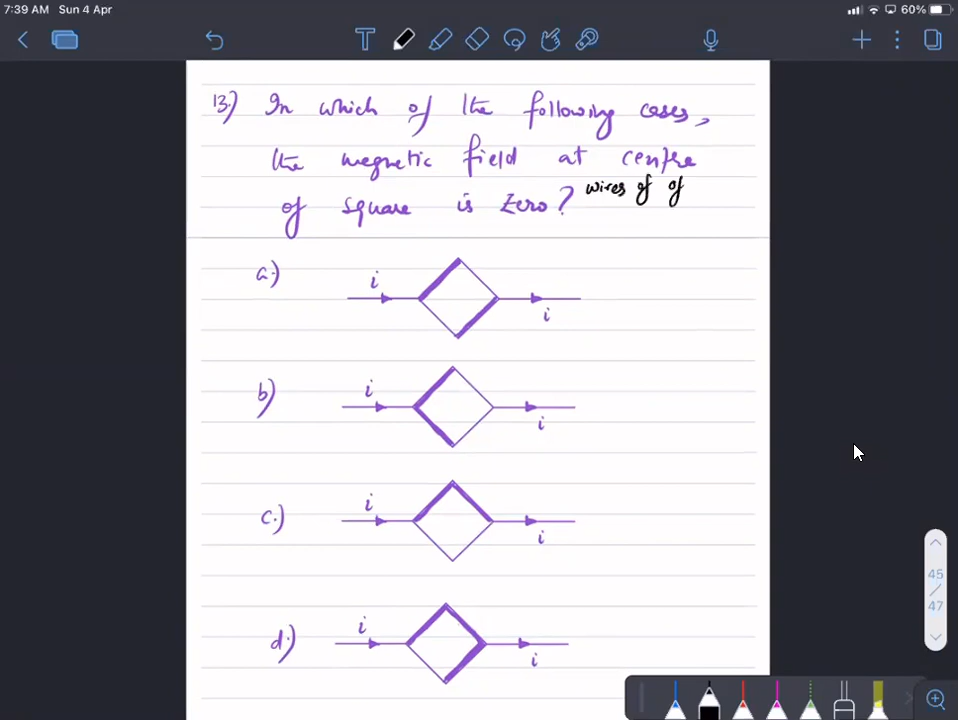 7:39 AM Sun 4 Apr
60%
13.) In which of the following cases,
the magnetic field at centre
of square is zero? wires of of
a.) i i
b.) i i
c.) i i
d.) i i
45
/
47